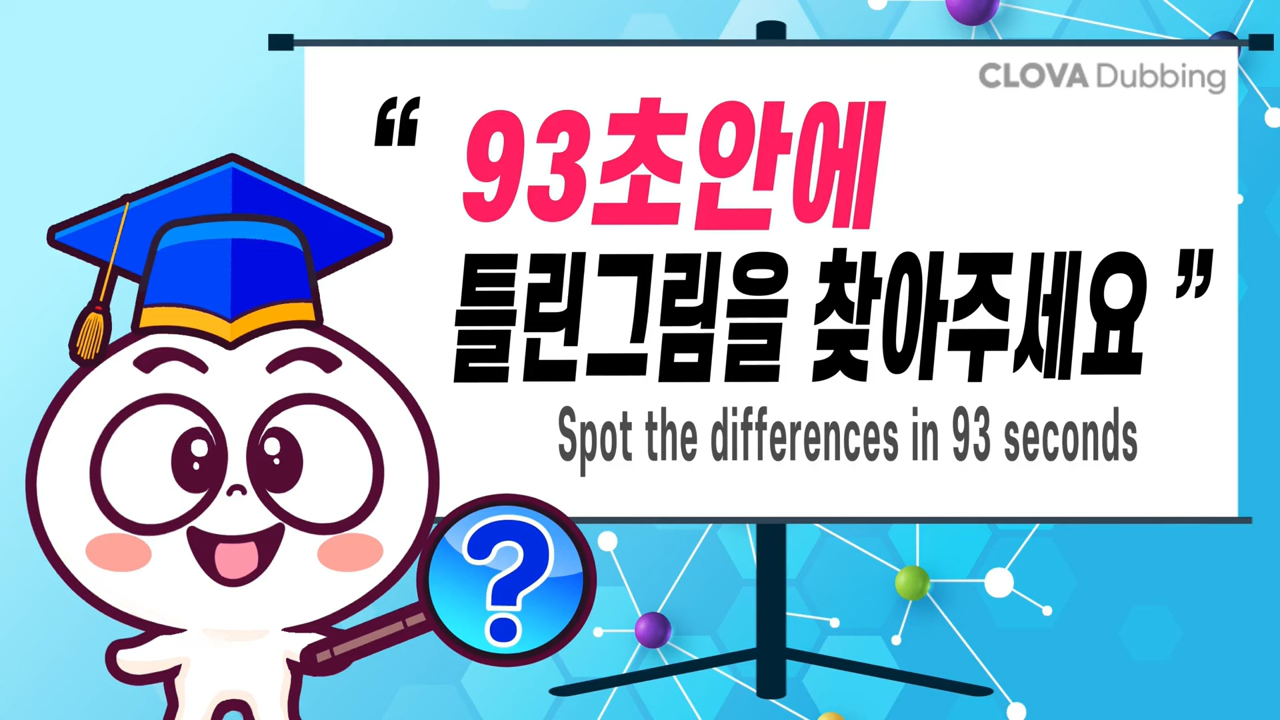 CLOVA Dubbing
“ 93초안에
틀린그림을 찾아주세요 ”
Spot the differences in 93 seconds
?